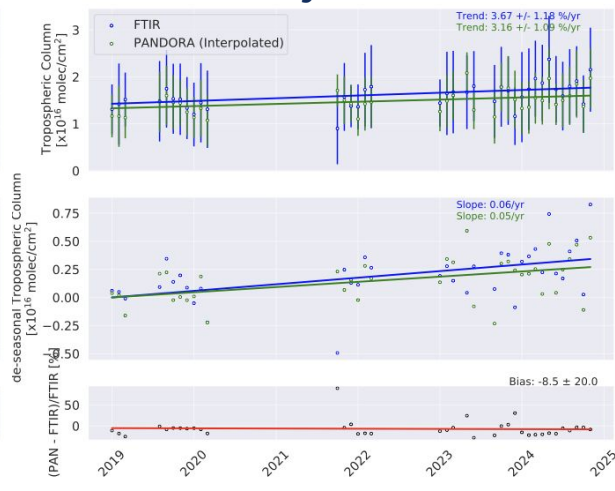 FTIR
PANDORA (Interpolated)
Trend: 3.67 +/- 1.18 %/yr
Trend: 3.16 +/- 1.09 %/yr
Tropospheric Column
[x10¹⁶ molec/cm²]
3
2
1
0
Slope: 0.06/yr
Slope: 0.05/yr
de-seasonal Tropospheric Column
[x10¹⁶ molec/cm²]
0.75
0.50
0.25
0.00
−0.25
−0.50
Bias: -8.5 ± 20.0
(PAN - FTIR)/FTIR [%]
50
0
2019
2020
2021
2022
2023
2024
2025